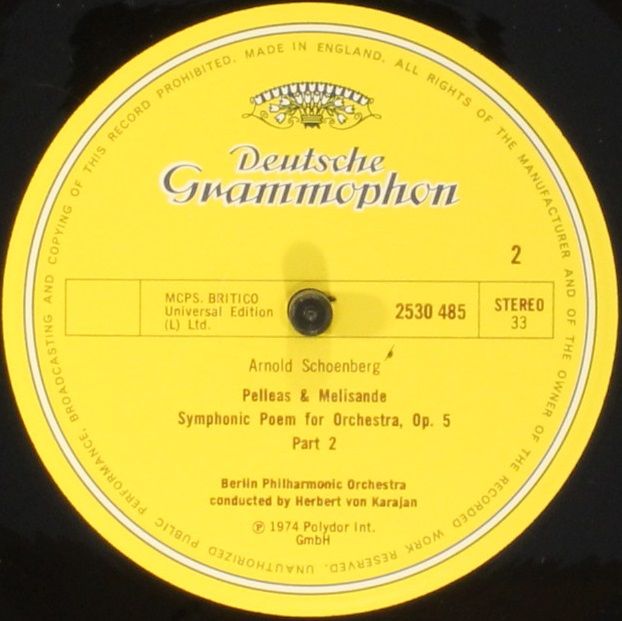 ALL RIGHTS OF THE MANUFACTURER AND OF THE OWNER OF THE RECORDED WORK RESERVED. UNAUTHORIZED PUBLIC PERFORMANCE, BROADCASTING AND COPYING OF THIS RECORD PROHIBITED. MADE IN ENGLAND.
Deutsche
Grammophon
2
MCPS. BRITICO
Universal Edition
(L) Ltd.
2530 485
STEREO
33
Arnold Schoenberg
Pelleas & Melisande
Symphonic Poem for Orchestra, Op. 5
Part 2
Berlin Philharmonic Orchestra
conducted by Herbert von Karajan
℗ 1974 Polydor Int.
GmbH